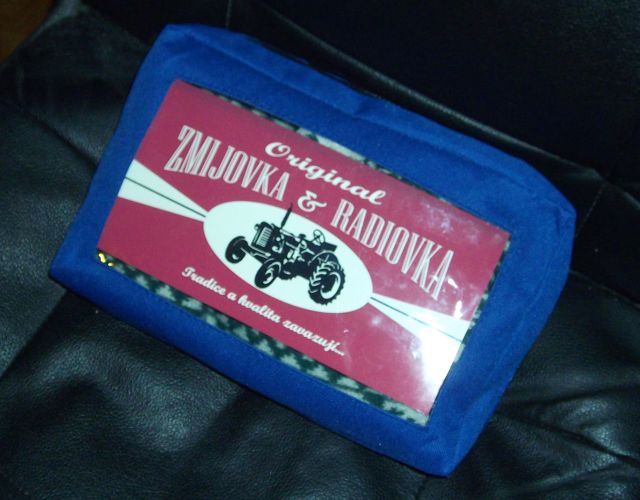 Original
ZMIJOVKA & RADIOVKA
Tradice a kvalita zavazují...